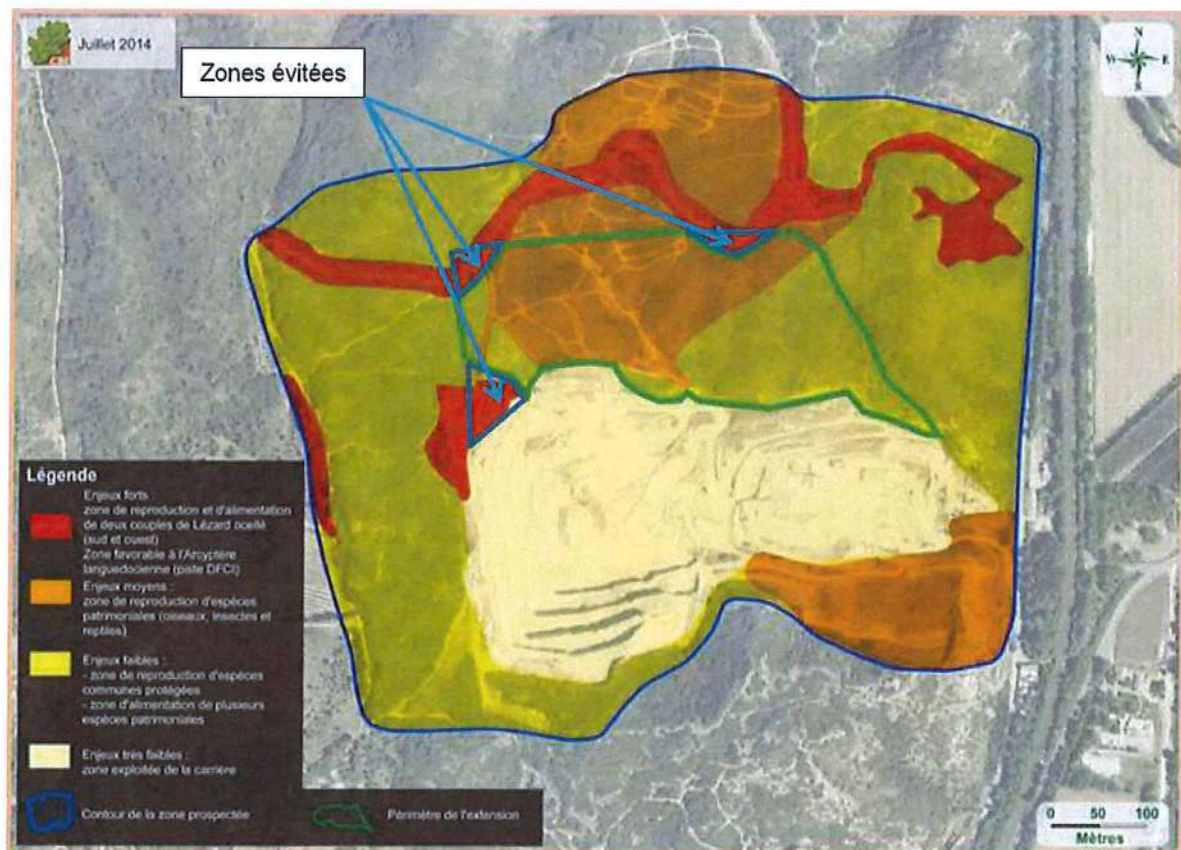 Juillet 2014
Zones évitées
N
W E
S
Légende
Enjeux forts :
zone de reproduction et d'alimentation
de deux couples de Lézard ocellé
(sud et ouest)
Zone favorable à l'Arcyptère
languedocienne (piste DFCI)
Enjeux moyens :
zone de reproduction d'espèces
patrimoniales (oiseaux, insectes et
reptiles)
Enjeux faibles :
- zone de reproduction d'espèces
communes protégées
- zone d'alimentation de plusieurs
espèces patrimoniales
Enjeux très faibles :
zone exploitée de la carrière
Contour de la zone prospectée
Périmètre de l'extension
0 50 100
Mètres